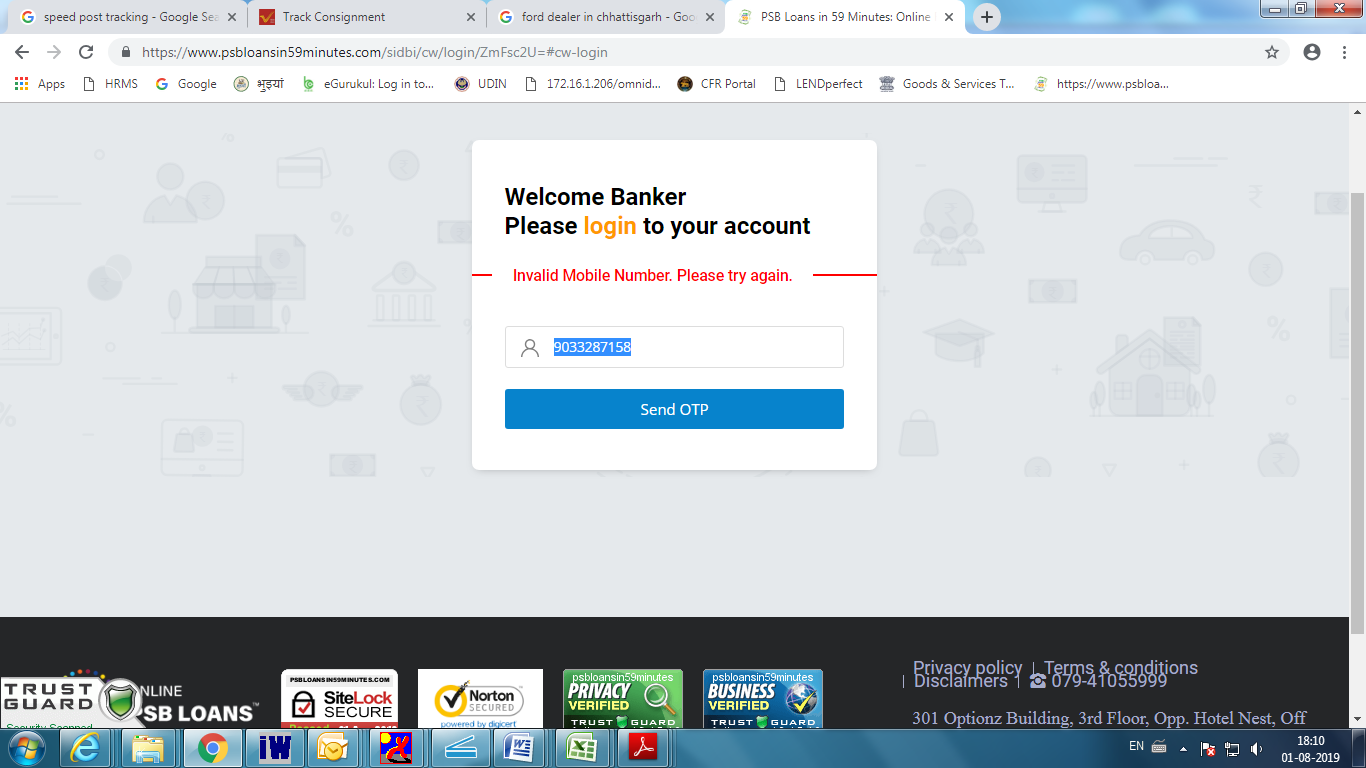 speed post tracking - Google Sea
Track Consignment
ford dealer in chhattisgarh - Goo
PSB Loans in 59 Minutes: Online
https://www.psbloansin59minutes.com/sidbi/cw/login/ZmFsc2U=#cw-login
Apps
HRMS
Google
भुइयां
eGurukul: Log in to...
UDIN
172.16.1.206/omnid...
CFR Portal
LENDperfect
Goods & Services T...
https://www.psbloa...
Welcome Banker
Please login to your account
Invalid Mobile Number. Please try again.
9033287158
Send OTP
TRUST
GUARD
NLINE
PSB LOANS™
PSBLOANSIN59MINUTES.COM
SiteLock
SECURE
Norton
SECURED
powered by digicert
psbloansin59minutes
PRIVACY
VERIFIED
TRUST GUARD
psbloansin59minutes
BUSINESS
VERIFIED
TRUST GUARD
Privacy policy | Terms & conditions
| Disclaimers | 079-41055999
301 Optionz Building, 3rd Floor, Opp. Hotel Nest, Off
iW
EN
18:10
01-08-2019